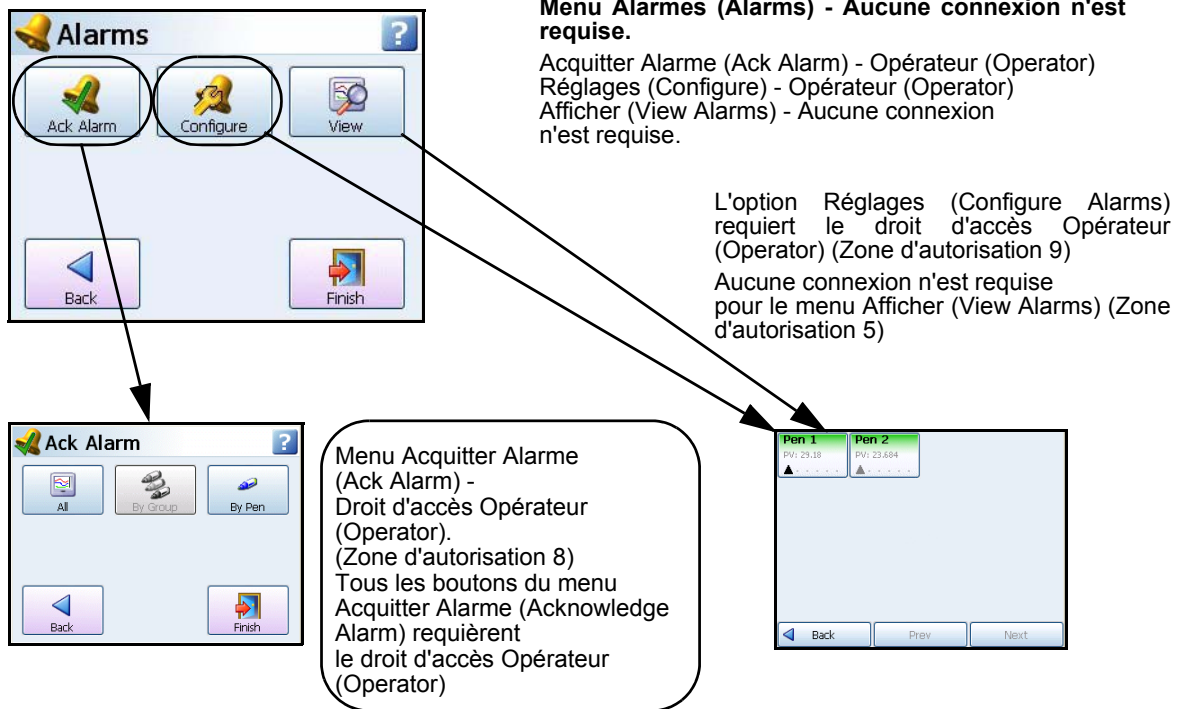 Menu Alarmes (Alarms) - Aucune connexion n'est
requise.
Acquitter Alarme (Ack Alarm) - Opérateur (Operator)
Réglages (Configure) - Opérateur (Operator)
Afficher (View Alarms) - Aucune connexion
n'est requise.
Alarms
?
Ack Alarm
Configure
View
Back
Finish
L'option Réglages (Configure Alarms)
requiert le droit d'accès Opérateur
(Operator) (Zone d'autorisation 9)
Aucune connexion n'est requise
pour le menu Afficher (View Alarms) (Zone
d'autorisation 5)
Ack Alarm
?
All
By Group
By Pen
Back
Finish
Menu Acquitter Alarme
(Ack Alarm) -
Droit d'accès Opérateur
(Operator).
(Zone d'autorisation 8)
Tous les boutons du menu
Acquitter Alarme (Acknowledge
Alarm) requièrent
le droit d'accès Opérateur
(Operator)
Pen 1
PV: 29.18
Pen 2
PV: 23.684
Back
Prev
Next